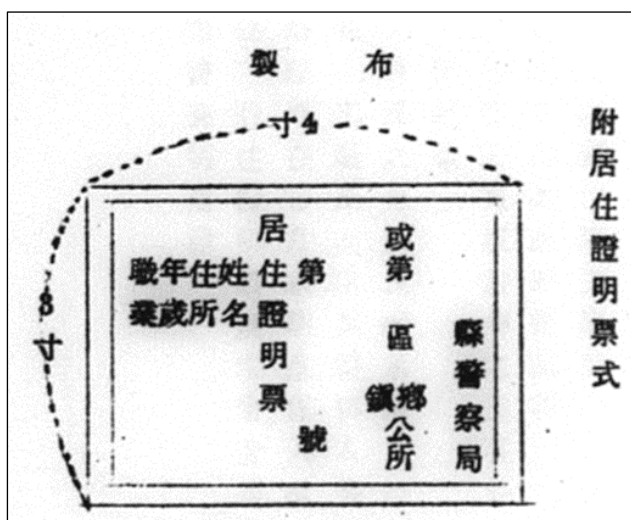 附居住證明票式
布製
4寸
3寸
縣警察局
或第區鄉鎮公所
第號
居住證明票
姓名
住所
年歲
職業